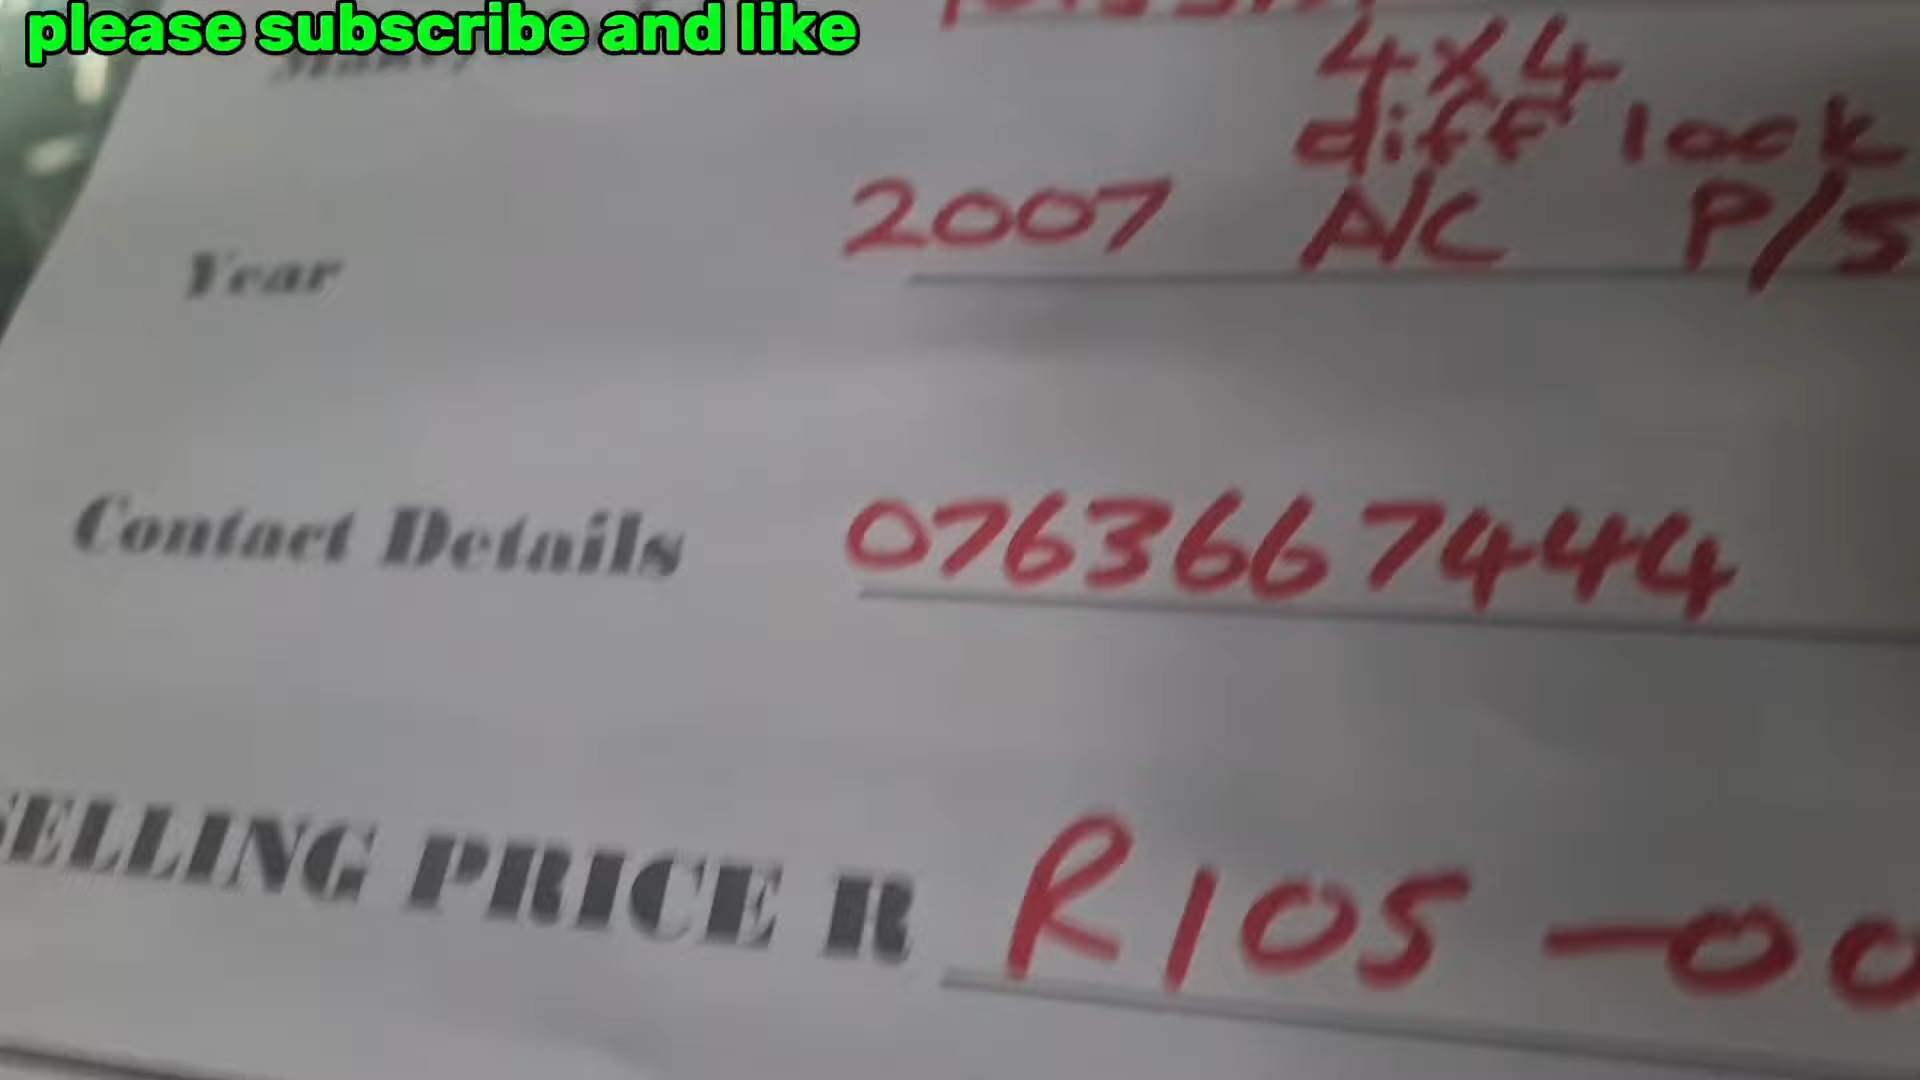 please subscribe and like
4x4
diff lock
Year 2007 A/C P/S
Contact Details 0763667444
SELLING PRICE R R105-00